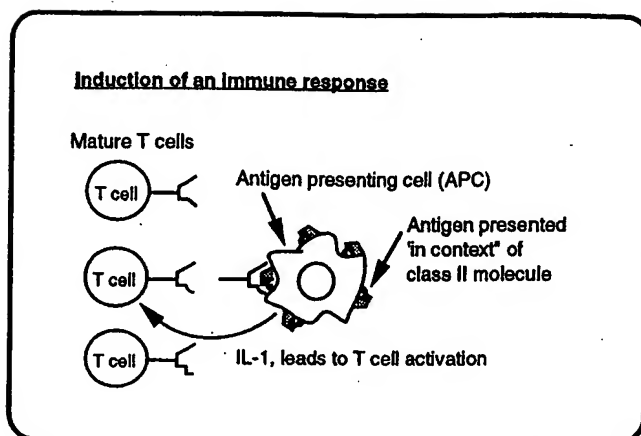 Induction of an immune response
Mature T cells
T cell
Antigen presenting cell (APC)
Antigen presented
'in context" of
class II molecule
T cell
T cell
IL-1, leads to T cell activation